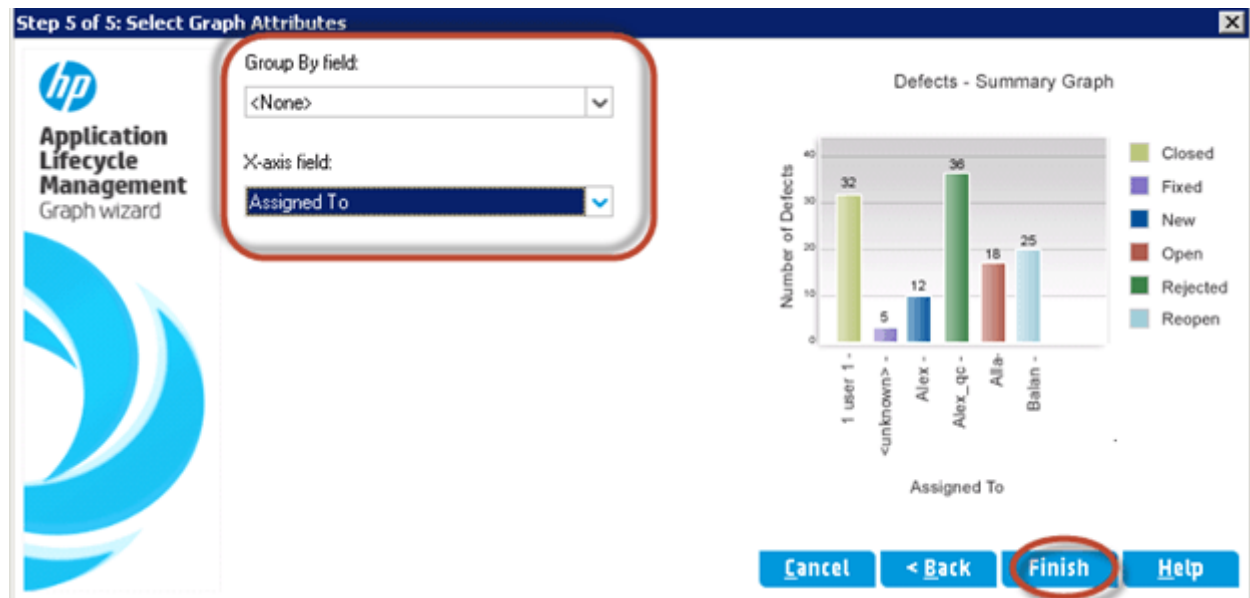 Step 5 of 5: Select Graph Attributes
hp
Application
Lifecycle
Management
Graph wizard
Group By field:
<None>
X-axis field:
Assigned To
Defects - Summary Graph
Number of Defects
40
30
20
10
0
32
5
12
36
18
25
1 user 1 -
<unknown> -
Alex -
Alex_qc -
Alla-
Balan -
Assigned To
Closed
Fixed
New
Open
Rejected
Reopen
Cancel
< Back
Finish
Help